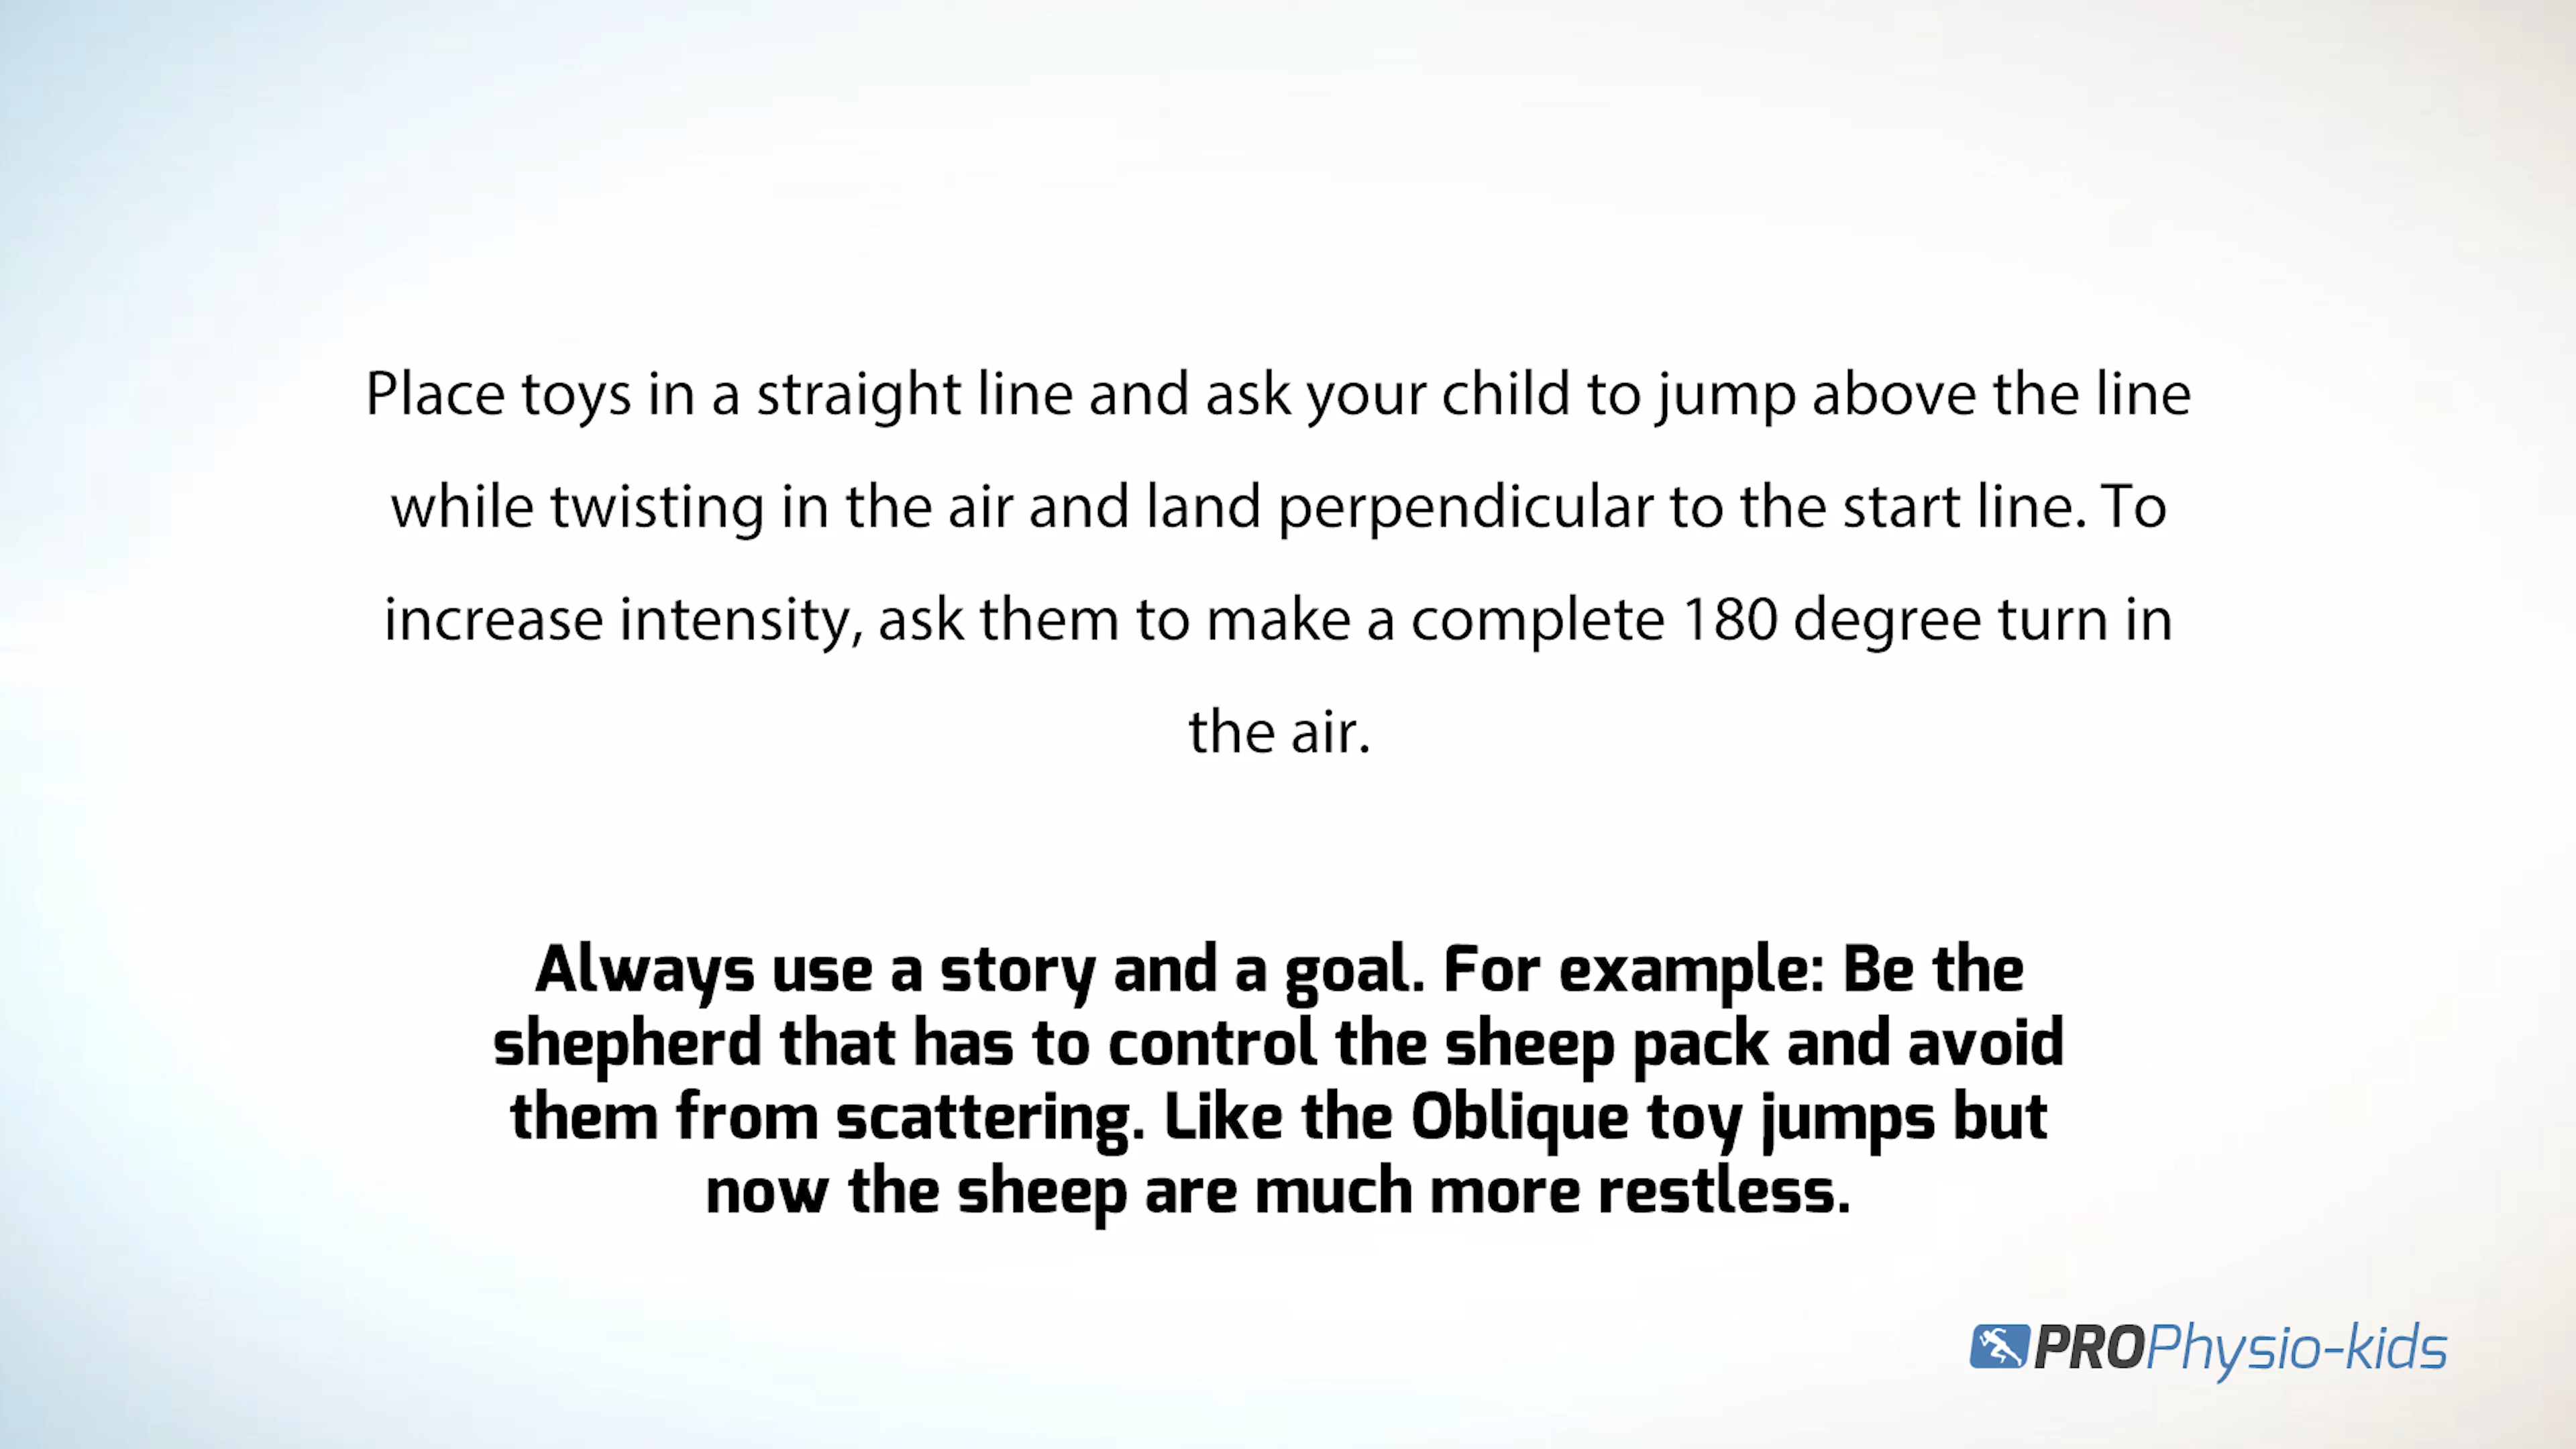 Place toys in a straight line and ask your child to jump above the line
while twisting in the air and land perpendicular to the start line. To
increase intensity, ask them to make a complete 180 degree turn in
the air.
Always use a story and a goal. For example: Be the
shepherd that has to control the sheep pack and avoid
them from scattering. Like the Oblique toy jumps but
now the sheep are much more restless.
PROPhysio-kids